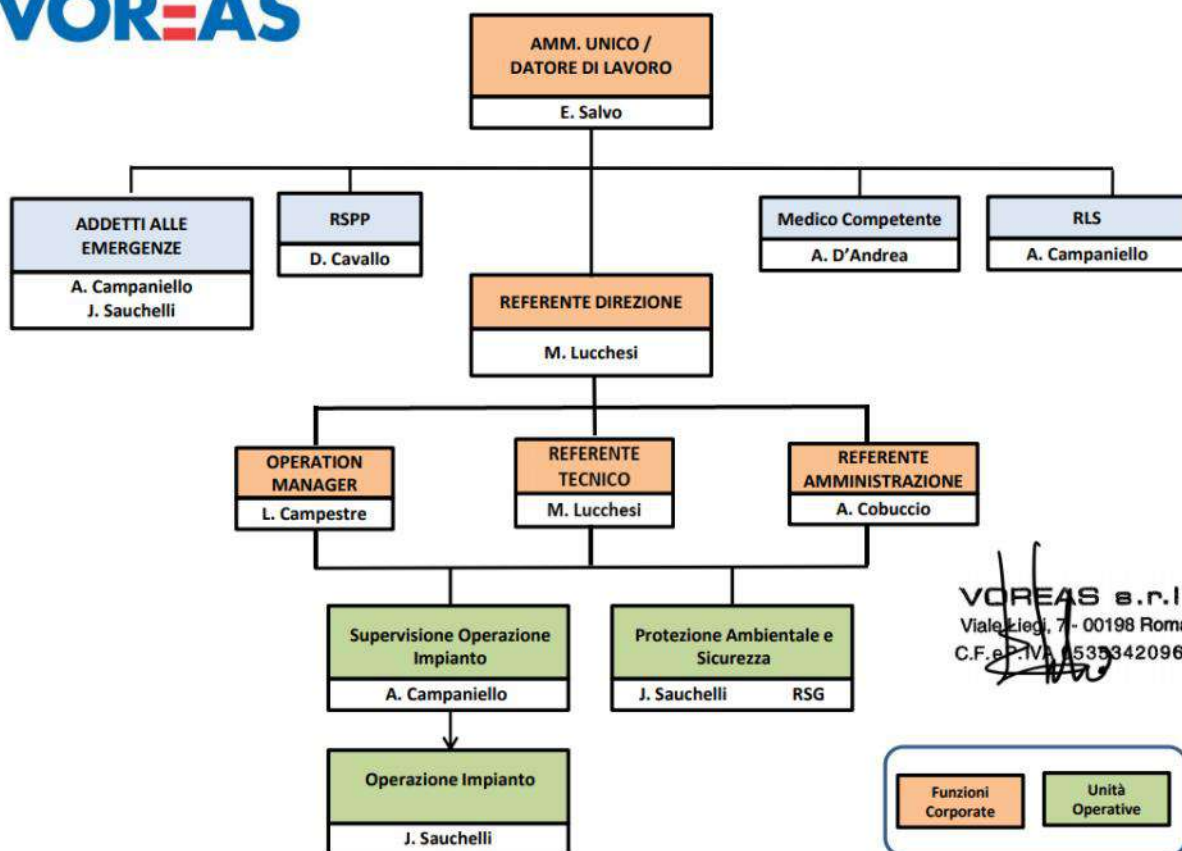 VOREAS
AMM. UNICO /
DATORE DI LAVORO
E. Salvo
ADDETTI ALLE
EMERGENZE
A. Campaniello
J. Sauchelli
RSPP
D. Cavallo
Medico Competente
A. D'Andrea
RLS
A. Campaniello
REFERENTE DIREZIONE
M. Lucchesi
OPERATION
MANAGER
L. Campestre
REFERENTE
TECNICO
M. Lucchesi
REFERENTE
AMMINISTRAZIONE
A. Cobuccio
Supervisione Operazione
Impianto
A. Campaniello
Protezione Ambientale e
Sicurezza
J. Sauchelli RSG
Operazione Impianto
J. Sauchelli
VOREAS s.r.l
Viale Liegi, 7 - 00198 Roma
C.F. e P.IVA 0535342096
Funzioni
Corporate
Unità
Operative